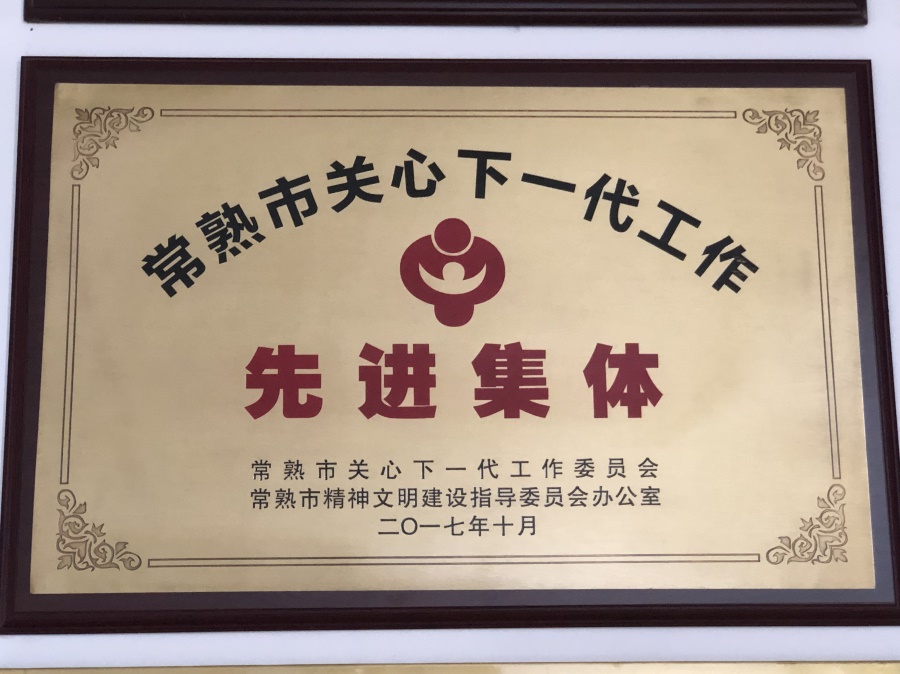 常熟市关心下一代工作
先进集体
常熟市关心下一代工作委员会
常熟市精神文明建设指导委员会办公室
二〇一七年十月